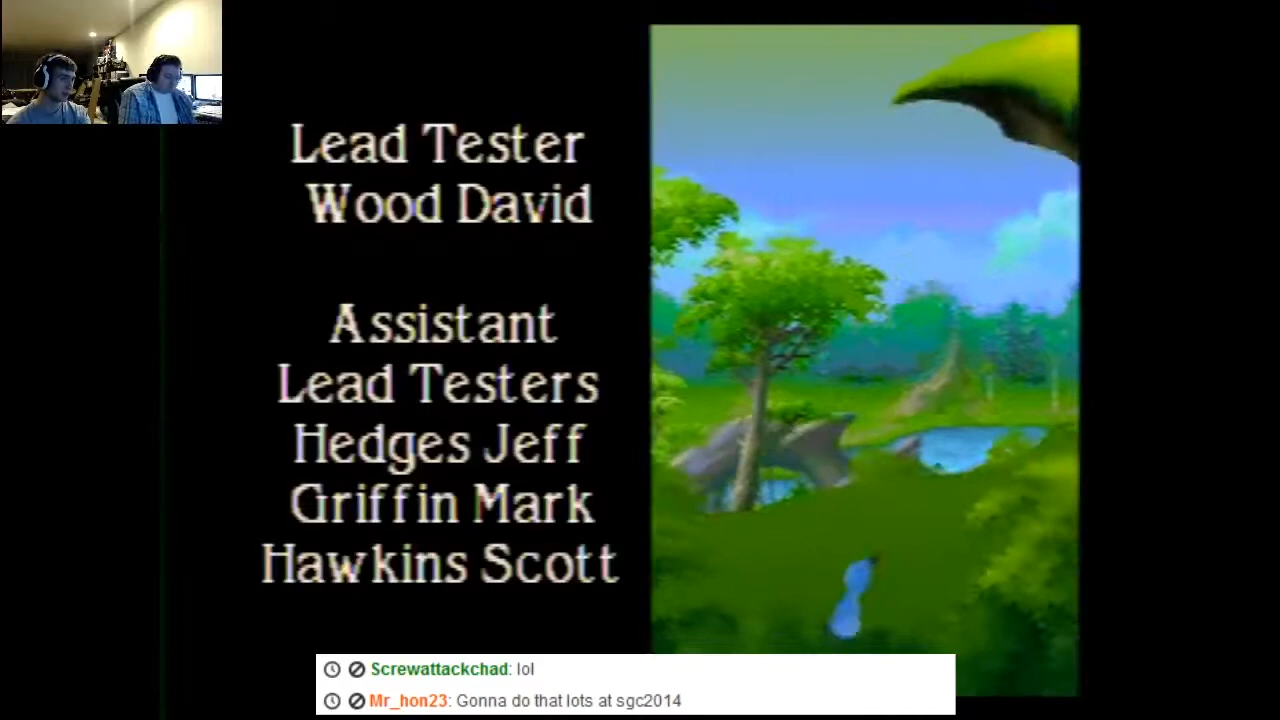 Lead Tester
Wood David
Assistant
Lead Testers
Hedges Jeff
Griffin Mark
Hawkins Scott
Screwattackchad: lol
Mr_hon23: Gonna do that lots at sgc2014